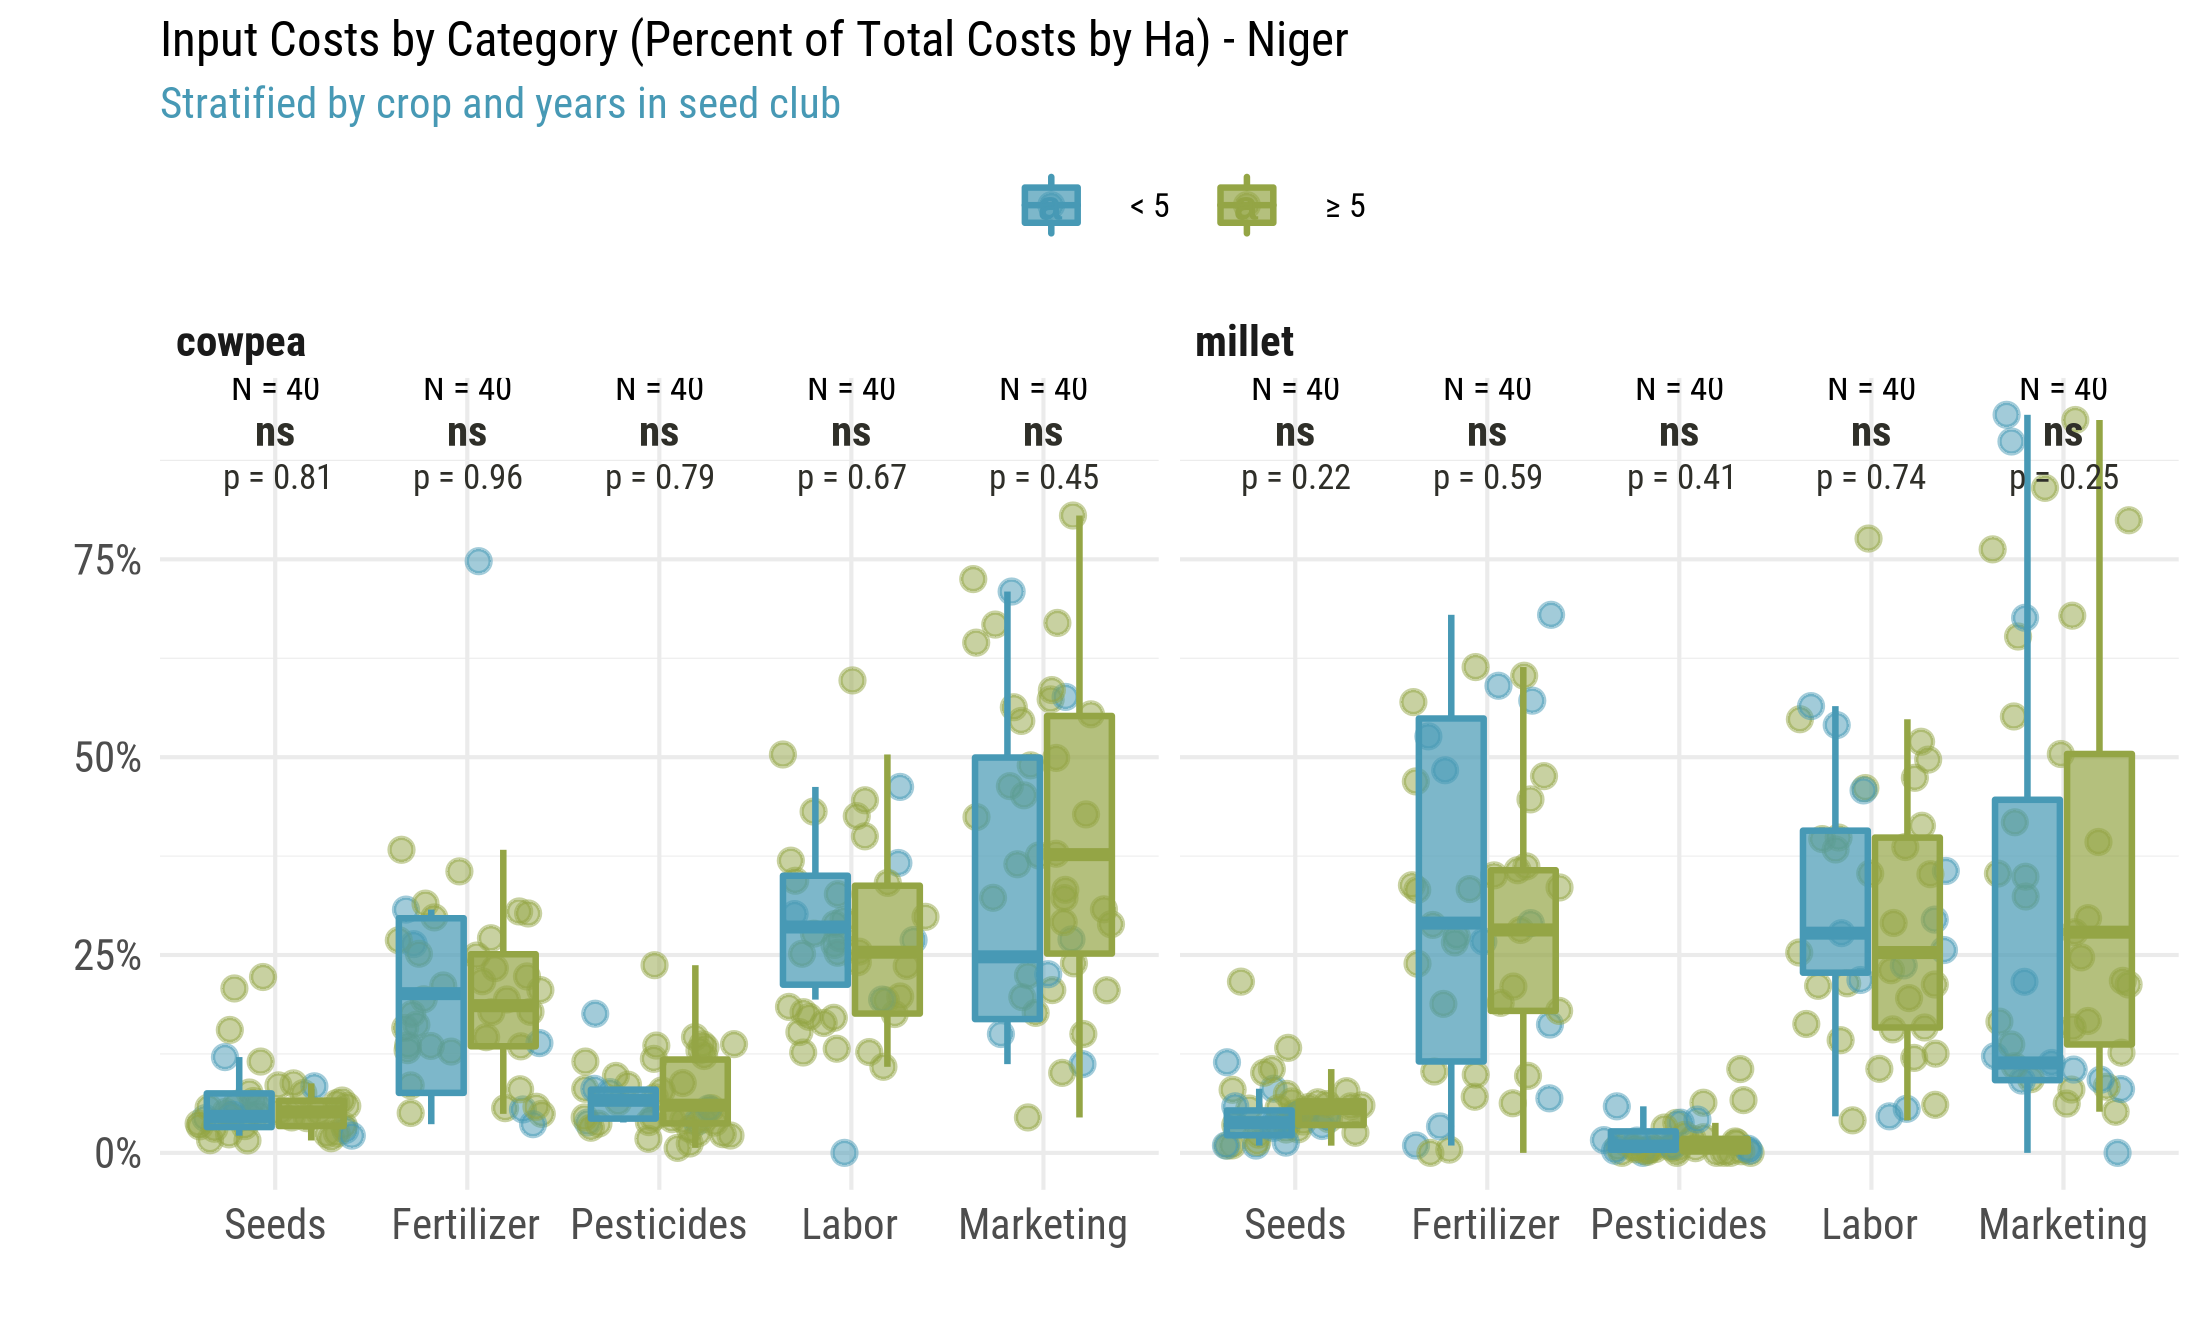 Input Costs by Category (Percent of Total Costs by Ha) - Niger
Stratified by crop and years in seed club
< 5 ≥ 5
cowpea millet
N = 40 N = 40 N = 40 N = 40 N = 40 N = 40 N = 40 N = 40 N = 40 N = 40
ns ns ns ns ns ns ns ns ns ns
p = 0.81 p = 0.96 p = 0.79 p = 0.67 p = 0.45 p = 0.22 p = 0.59 p = 0.41 p = 0.74 p = 0.25
75%
50%
25%
0%
Seeds Fertilizer Pesticides Labor Marketing Seeds Fertilizer Pesticides Labor Marketing